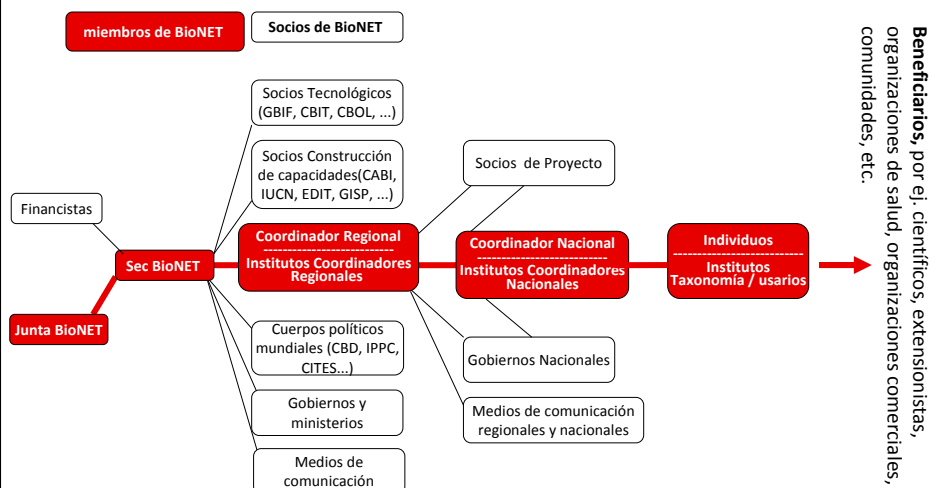 miembros de BioNET
Socios de BioNET
Socios Tecnológicos
(GBIF, CBIT, CBOL, ...)
Socios Construcción
de capacidades(CABI,
IUCN, EDIT, GISP, ...)
Socios de Proyecto
Financistas
Coordinador Regional
--------------------------
Institutos Coordinadores
Regionales
Coordinador Nacional
--------------------------
Institutos Coordinadores
Nacionales
Individuos
--------------------------
Institutos
Taxonomía / usarios
Sec BioNET
Junta BioNET
Cuerpos políticos
mundiales (CBD, IPPC,
CITES...)
Gobiernos Nacionales
Gobiernos y
ministerios
Medios de comunicación
regionales y nacionales
Medios de
comunicación
Beneficiarios, por ej. científicos, extensionistas,
organizaciones de salud, organizaciones comerciales,
comunidades, etc.